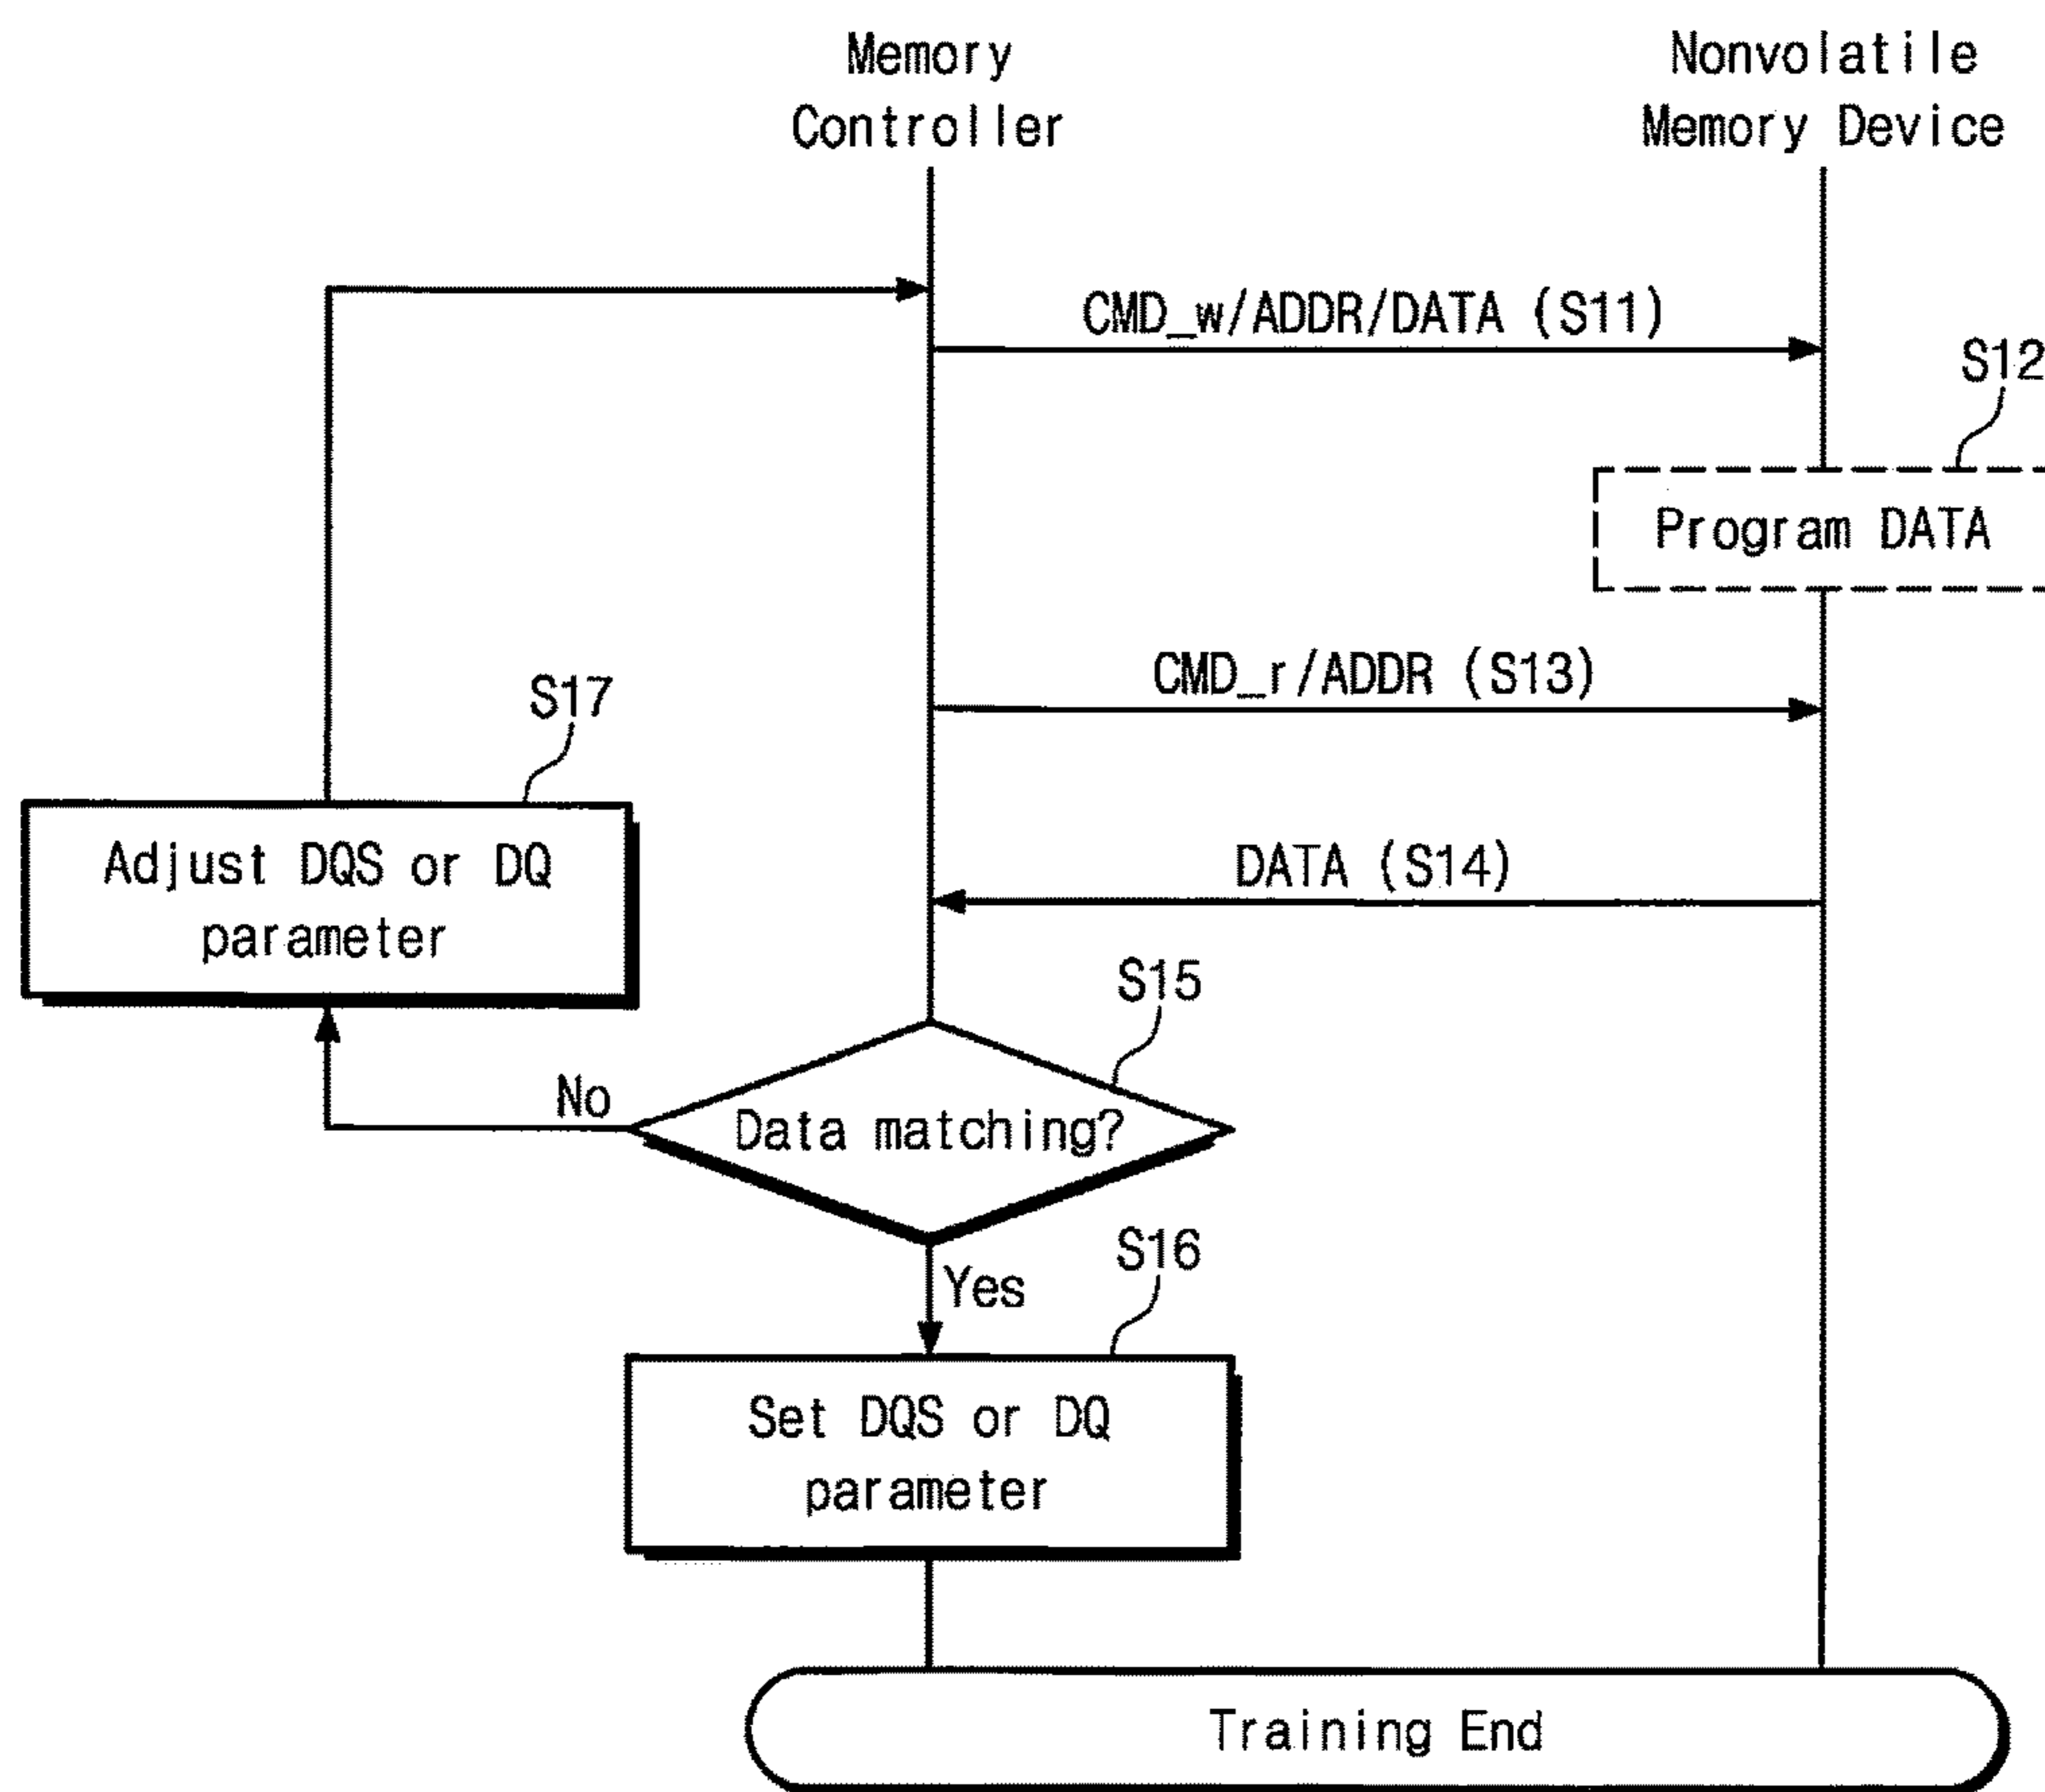 Memory
Controller
Nonvolatile
Memory Device
CMD_w/ADDR/DATA (S11)
S12
Program DATA
CMD_r/ADDR (S13)
S17
Adjust DQS or DQ
parameter
DATA (S14)
S15
No
Data matching?
Yes
S16
Set DQS or DQ
parameter
Training End